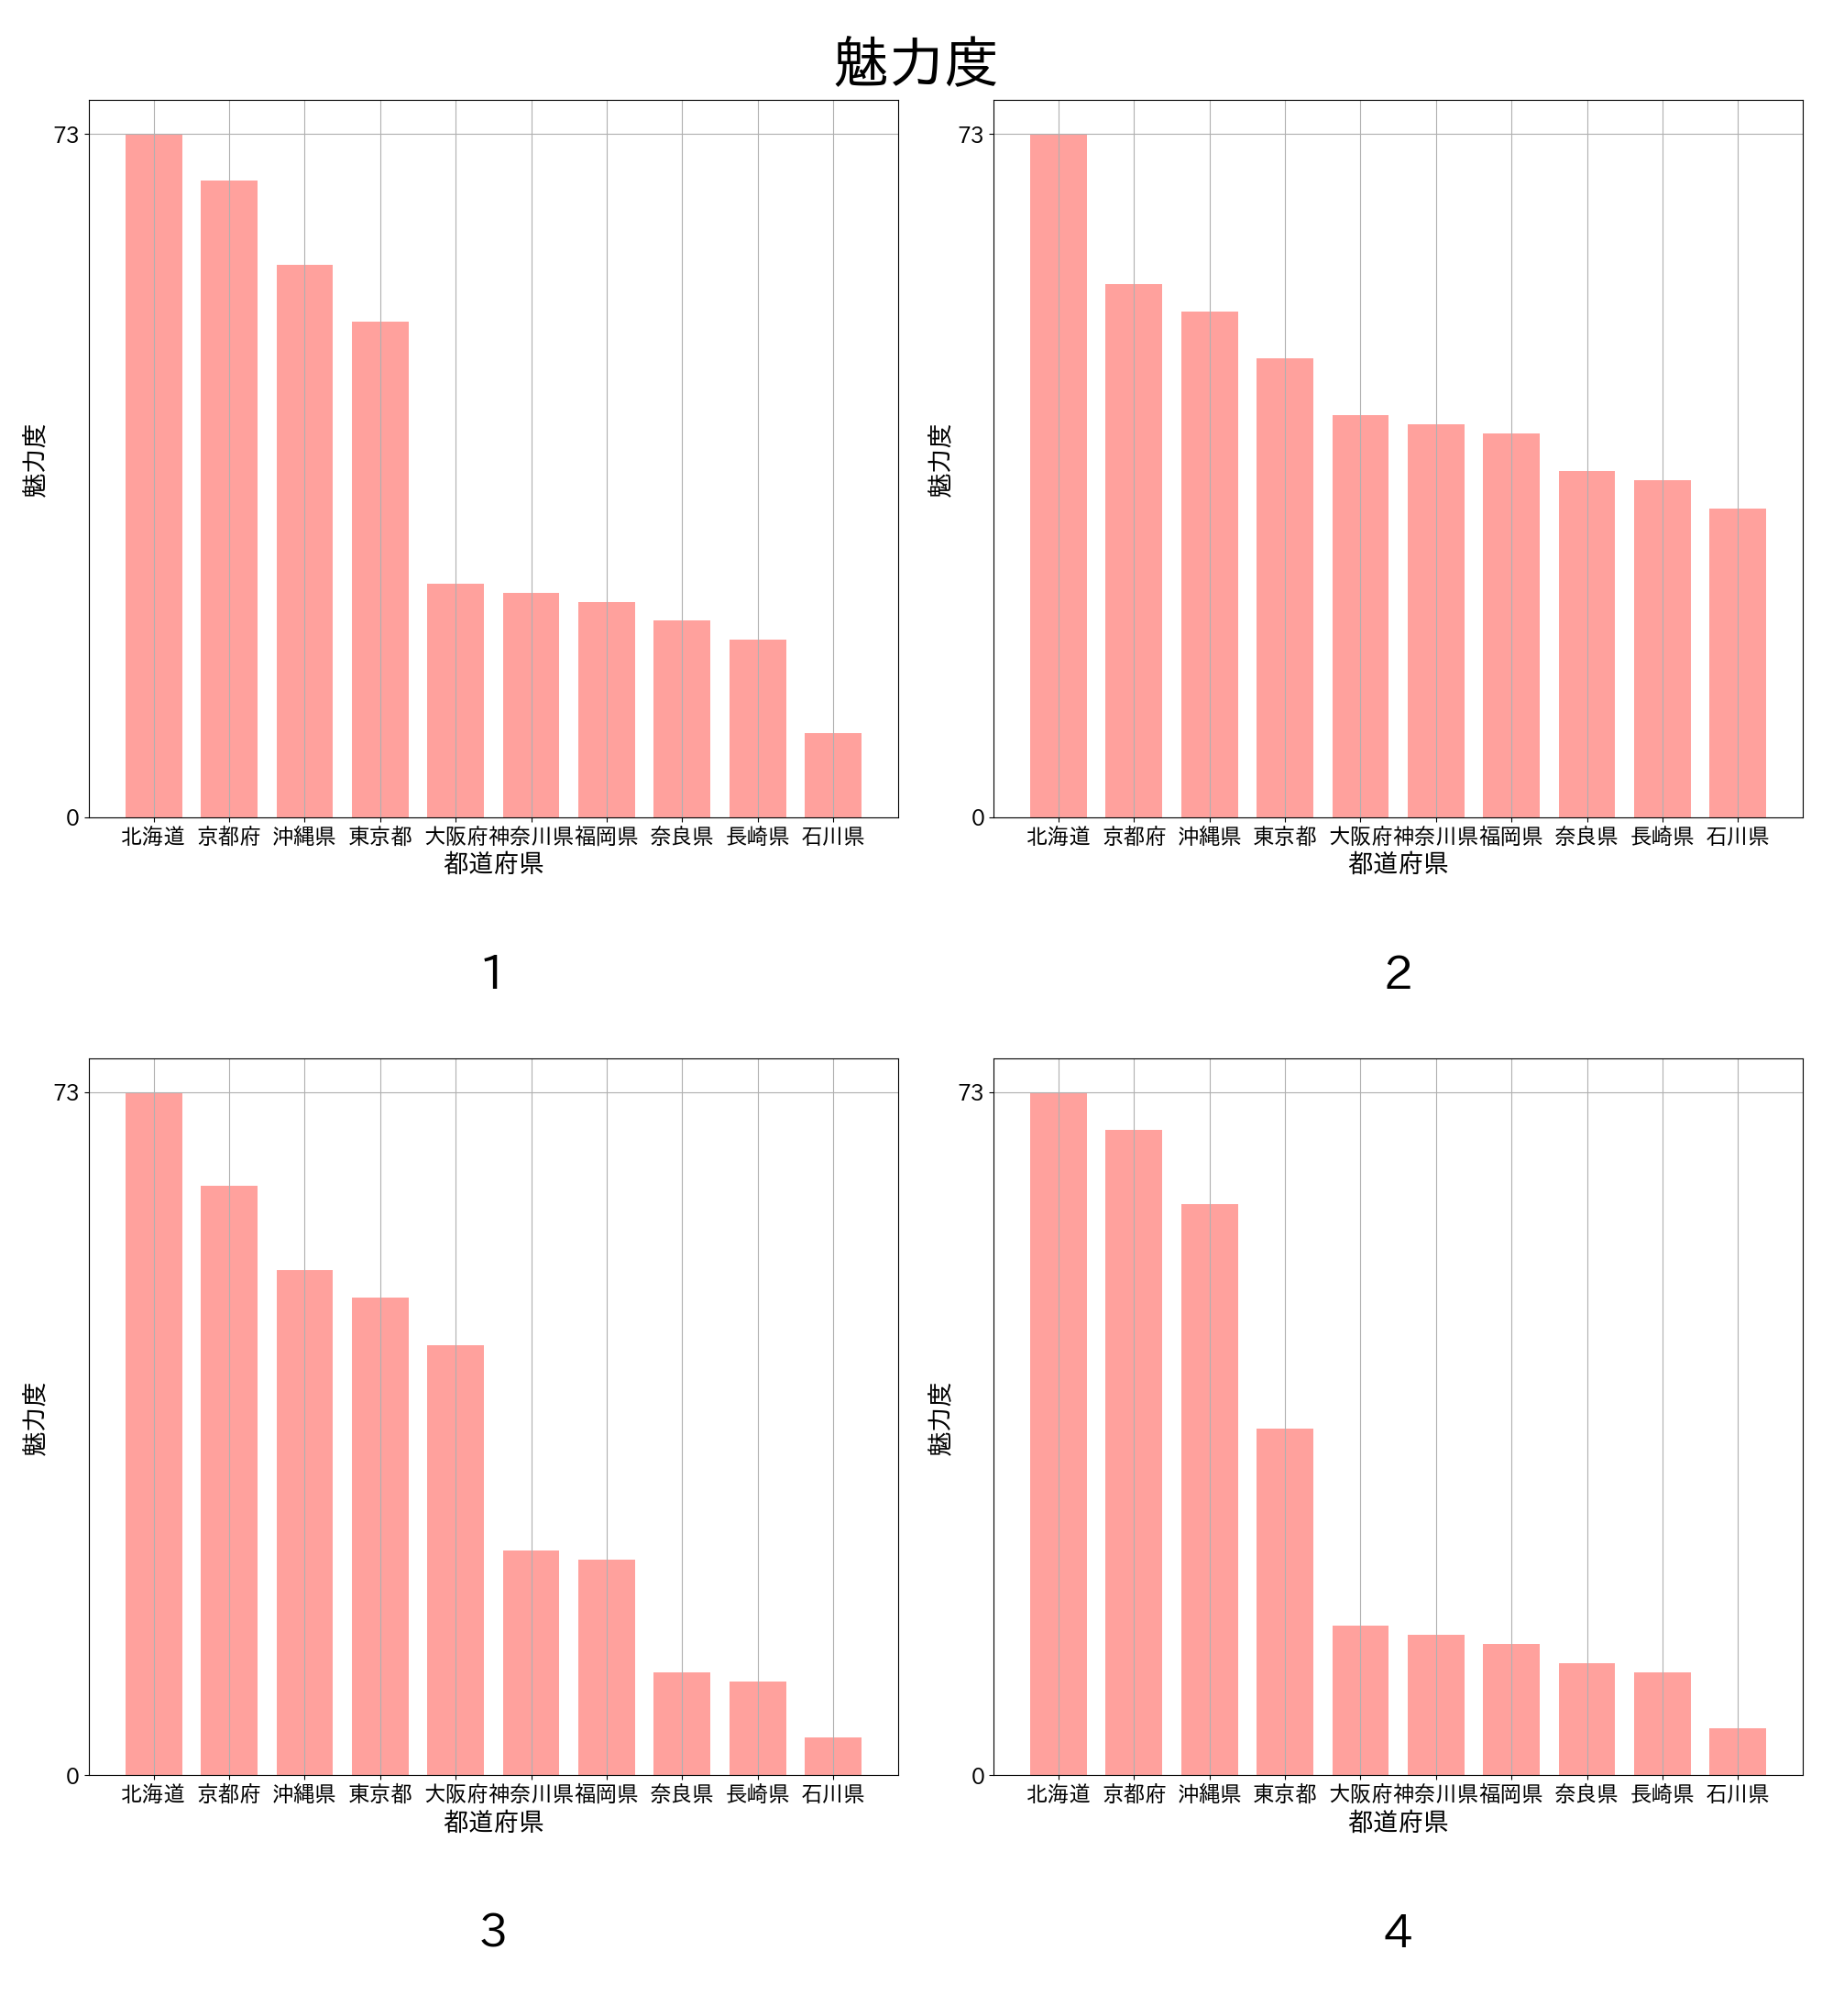 魅力度
73
0
魅力度
北海道 京都府 沖縄県 東京都 大阪府 神奈川県 福岡県 奈良県 長崎県 石川県
都道府県
1
73
0
魅力度
北海道 京都府 沖縄県 東京都 大阪府 神奈川県 福岡県 奈良県 長崎県 石川県
都道府県
2
73
0
魅力度
北海道 京都府 沖縄県 東京都 大阪府 神奈川県 福岡県 奈良県 長崎県 石川県
都道府県
3
73
0
魅力度
北海道 京都府 沖縄県 東京都 大阪府 神奈川県 福岡県 奈良県 長崎県 石川県
都道府県
4